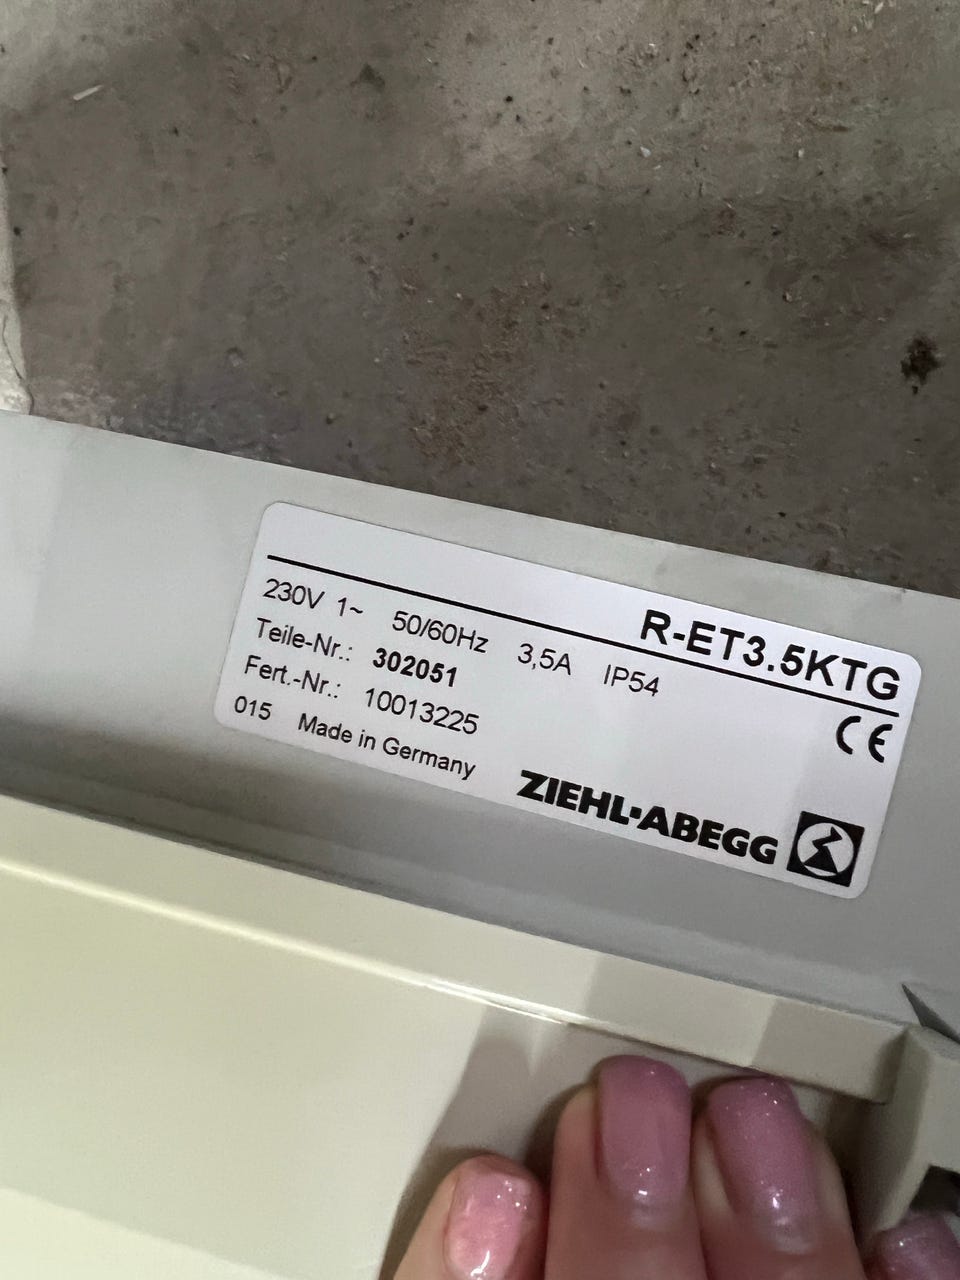 R-ET3.5KTG
230V 1~ 50/60Hz 3,5A IP54
Teile-Nr.: 302051
Fert.-Nr.: 10013225
015 Made in Germany
CE
ZIEHL-ABEGG